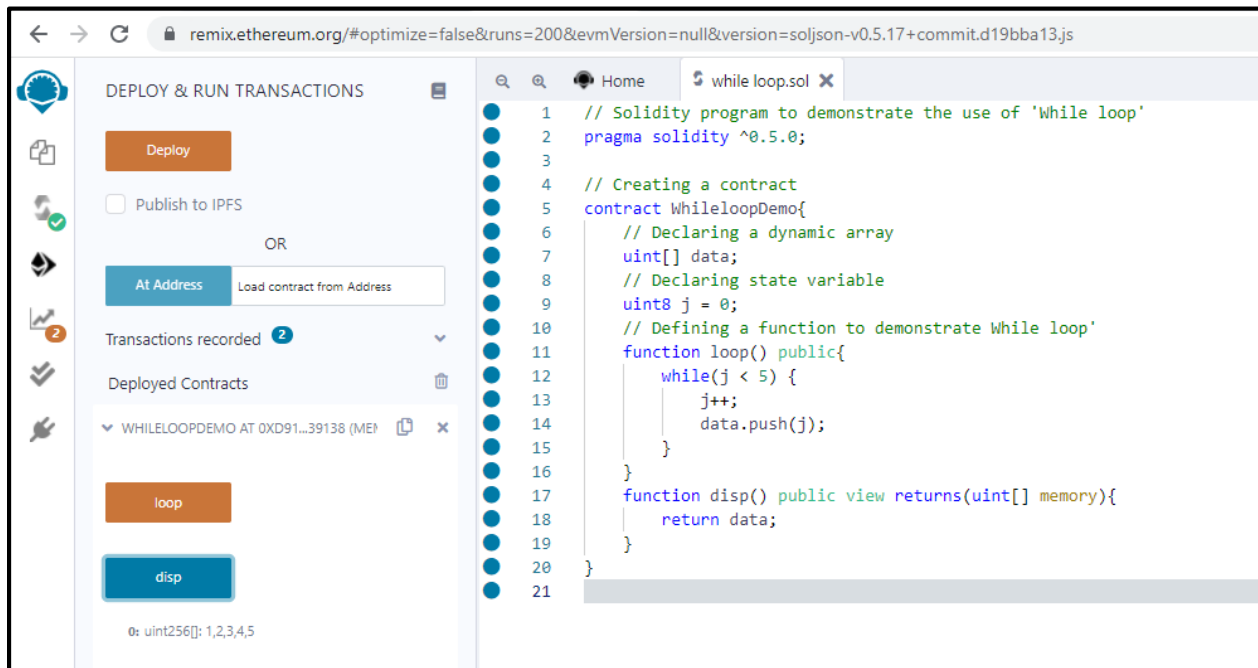 remix.ethereum.org/#optimize=false&runs=200&evmVersion=null&version=soljson-v0.5.17+commit.d19bba13.js
DEPLOY & RUN TRANSACTIONS
Deploy
Publish to IPFS
OR
At Address
Load contract from Address
2
Transactions recorded 2
Deployed Contracts
WHILELOOPDEMO AT 0XD91...39138 (MEM
loop
disp
0: uint256[]: 1,2,3,4,5
Home
while loop.sol
1 // Solidity program to demonstrate the use of 'While loop'
2 pragma solidity ^0.5.0;
3
4 // Creating a contract
5 contract WhileloopDemo{
6 // Declaring a dynamic array
7 uint[] data;
8 // Declaring state variable
9 uint8 j = 0;
10 // Defining a function to demonstrate While loop'
11 function loop() public{
12 while(j < 5) {
13 j++;
14 data.push(j);
15 }
16 }
17 function disp() public view returns(uint[] memory){
18 return data;
19 }
20 }
21